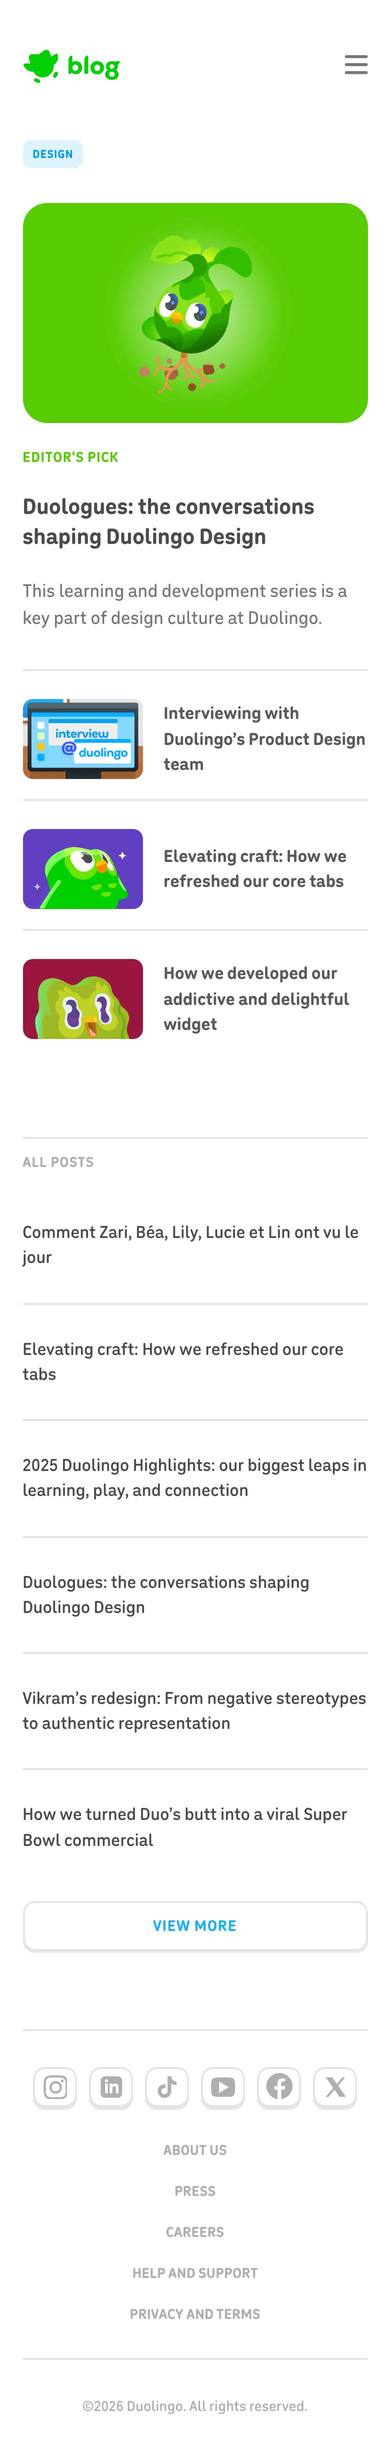 blog
DESIGN
EDITOR'S PICK
Duologues: the conversations
shaping Duolingo Design
This learning and development series is a
key part of design culture at Duolingo.
interview
@
duolingo
Interviewing with
Duolingo’s Product Design
team
Elevating craft: How we
refreshed our core tabs
How we developed our
addictive and delightful
widget
ALL POSTS
Comment Zari, Béa, Lily, Lucie et Lin ont vu le
jour
Elevating craft: How we refreshed our core
tabs
2025 Duolingo Highlights: our biggest leaps in
learning, play, and connection
Duologues: the conversations shaping
Duolingo Design
Vikram’s redesign: From negative stereotypes
to authentic representation
How we turned Duo’s butt into a viral Super
Bowl commercial
VIEW MORE
ABOUT US
PRESS
CAREERS
HELP AND SUPPORT
PRIVACY AND TERMS
©2026 Duolingo. All rights reserved.